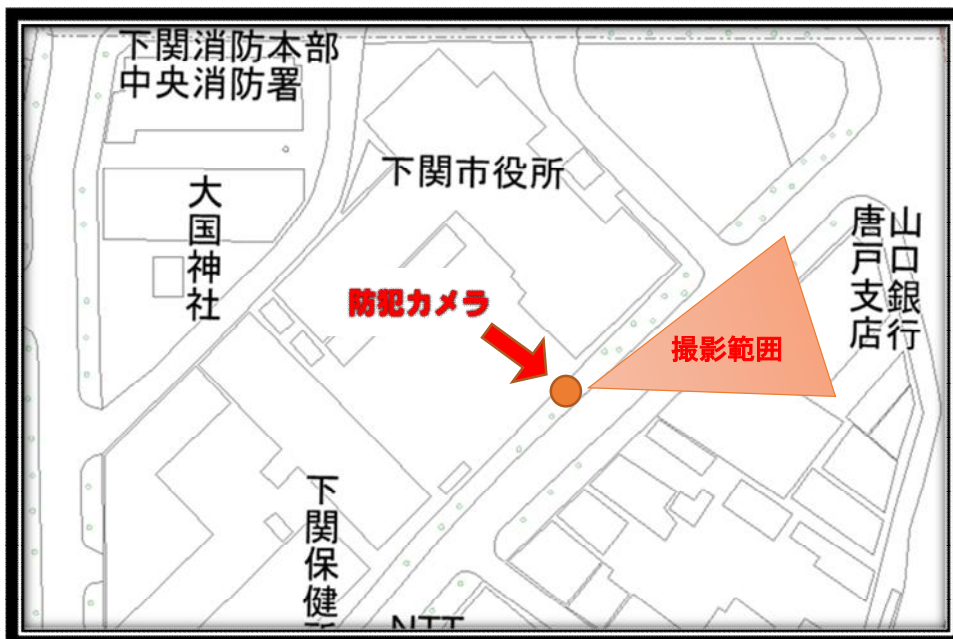 下関消防本部
中央消防署
下関市役所
大国神社
山口銀行
唐戸支店
防犯カメラ
撮影範囲
下関保健所
NTT